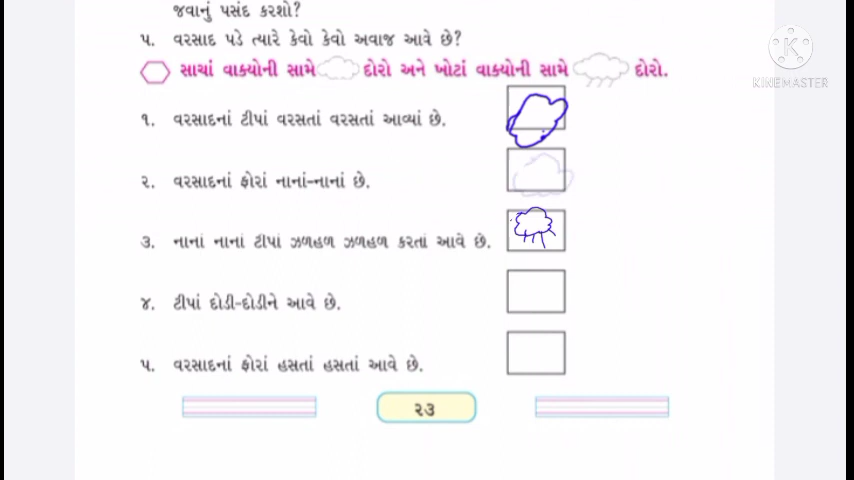 જવાનું પસંદ કરશો?
૫. વરસાદ પડે ત્યારે કેવો કેવો અવાજ આવે છે?
સાચાં વાક્યોની સામે દોરો અને ખોટાં વાક્યોની સામે દોરો.
૧. વરસાદનાં ટીપાં વરસતાં વરસતાં આવ્યાં છે.
૨. વરસાદનાં ફોરાં નાનાં-નાનાં છે.
૩. નાનાં નાનાં ટીપાં ઝળહળ ઝળહળ કરતાં આવે છે.
૪. ટીપાં દોડી-દોડીને આવે છે.
૫. વરસાદનાં ફોરાં હસતાં હસતાં આવે છે.
૨૩
KINEMASTER